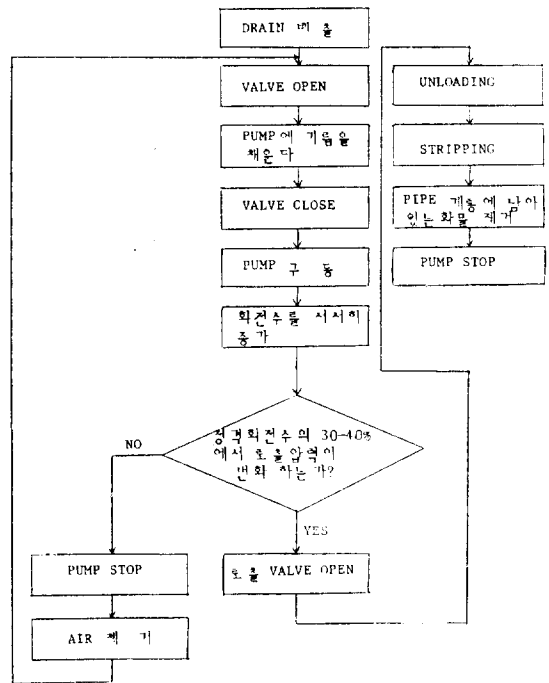 DRAIN 배출
VALVE OPEN
PUMP에 기름을
채운다
VALVE CLOSE
PUMP 구동
회전수를 서서히
증가
정격회전수의 30-40%
에서 토출압력이
변화 하는가?
NO
YES
PUMP STOP
AIR 제거
토출 VALVE OPEN
UNLOADING
STRIPPING
PIPE 계통에 남아
있는 화물 제거
PUMP STOP